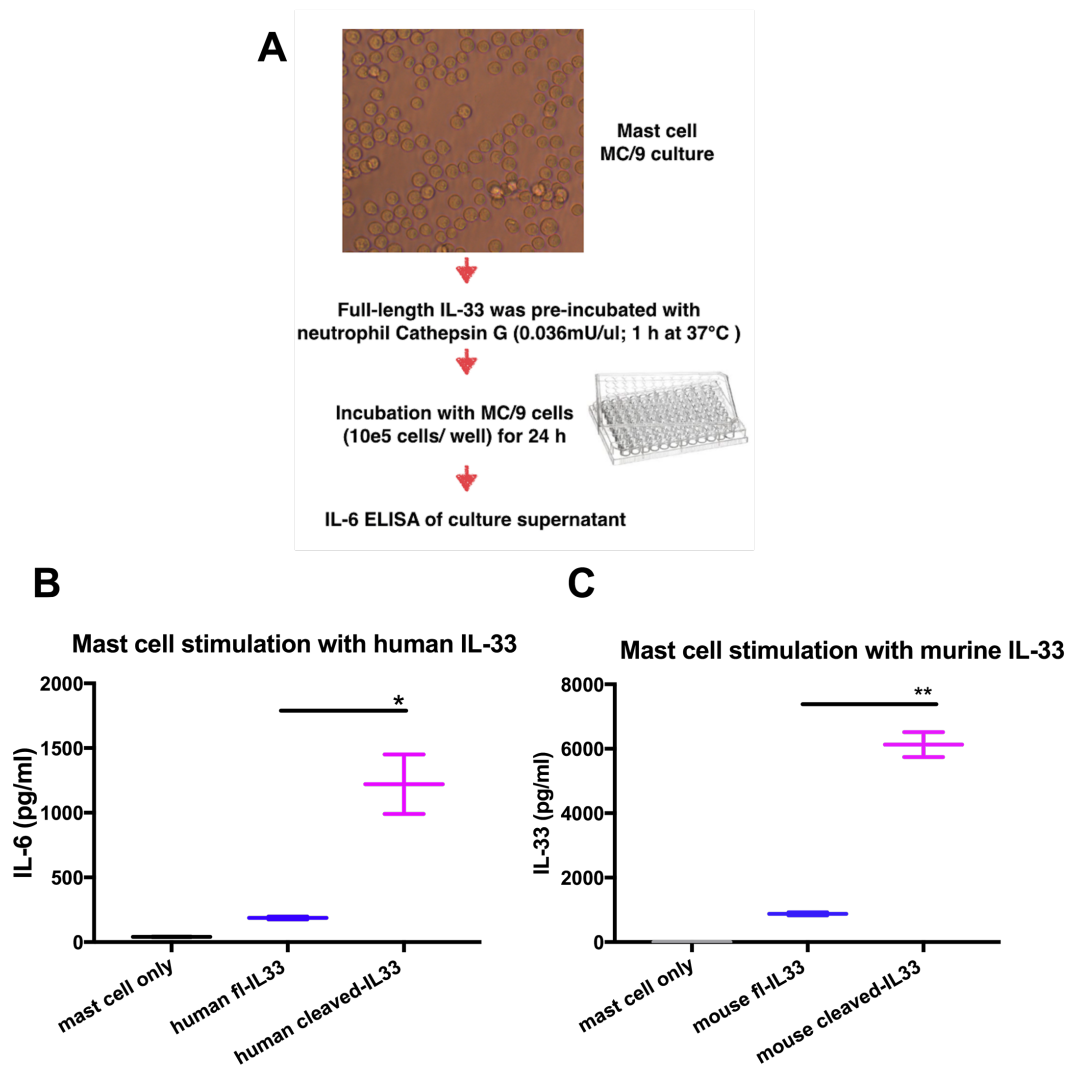 A
Mast cell
MC/9 culture
Full-length IL-33 was pre-incubated with
neutrophil Cathepsin G (0.036mU/ul; 1 h at 37°C )
Incubation with MC/9 cells
(10e5 cells/ well) for 24 h
IL-6 ELISA of culture supernatant
B
Mast cell stimulation with human IL-33
IL-6 (pg/ml)
2000
1500
1000
500
0
*
mast cell only
human fl-IL33
human cleaved-IL33
C
Mast cell stimulation with murine IL-33
IL-33 (pg/ml)
8000
6000
4000
2000
0
**
mast cell only
mouse fl-IL33
mouse cleaved-IL33